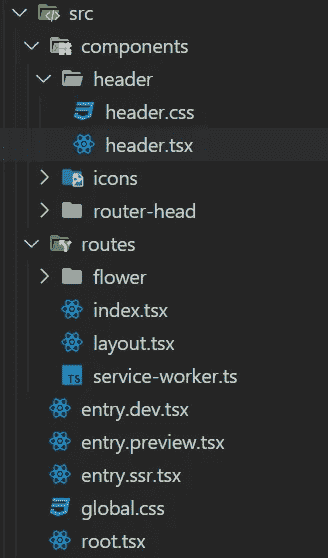 src
components
header
header.css
header.tsx
icons
router-head
routes
flower
index.tsx
layout.tsx
TS service-worker.ts
entry.dev.tsx
entry.preview.tsx
entry.ssr.tsx
global.css
root.tsx